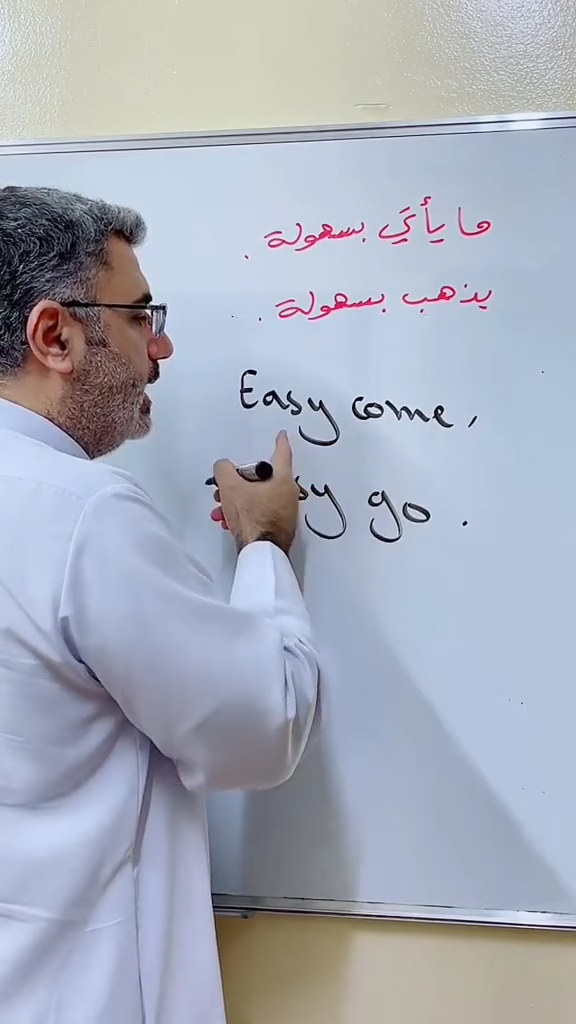 ما يأتي بسهولة .
يذهب بسهولة .
Easy come,
go.